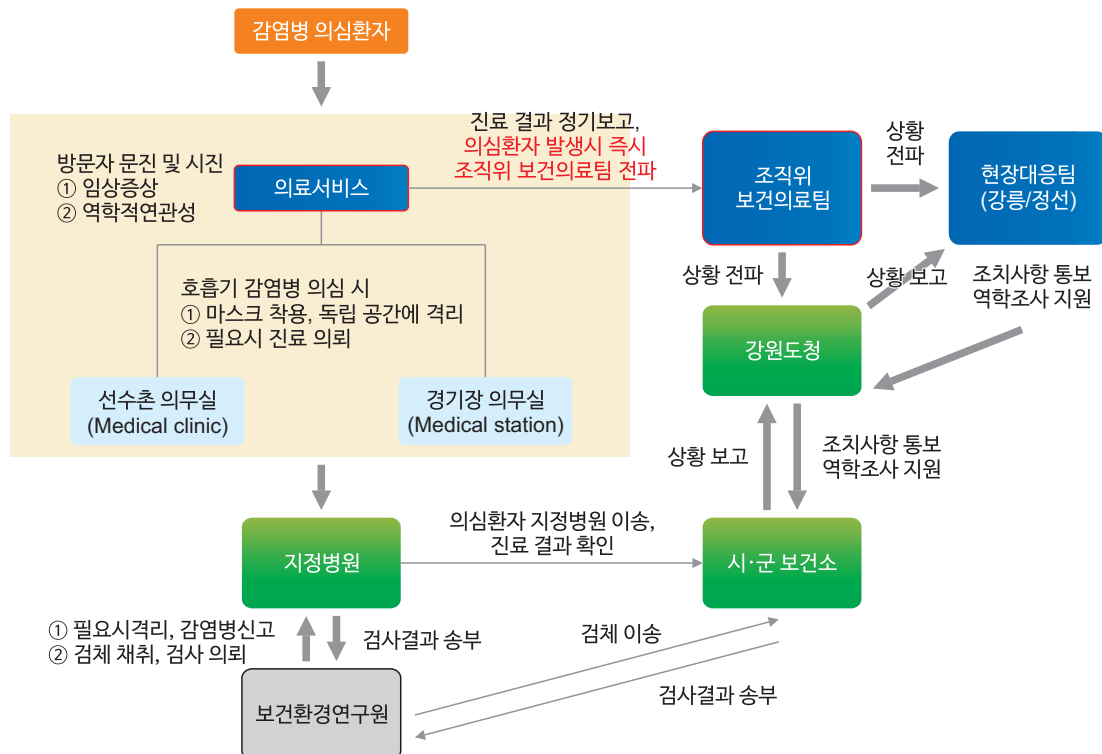 감염병 의심환자
방문자 문진 및 시진
① 임상증상
② 역학적연관성
의료서비스
진료 결과 정기보고,
의심환자 발생시 즉시
조직위 보건의료팀 전파
조직위
보건의료팀
상황
전파
현장대응팀
(강릉/정선)
호흡기 감염병 의심 시
① 마스크 착용, 독립 공간에 격리
② 필요시 진료 의뢰
상황 전파
상황 보고
조치사항 통보
역학조사 지원
강원도청
선수촌 의무실
(Medical clinic)
경기장 의무실
(Medical station)
상황 보고
조치사항 통보
역학조사 지원
지정병원
의심환자 지정병원 이송,
진료 결과 확인
시·군 보건소
① 필요시격리, 감염병신고
② 검체 채취, 검사 의뢰
검사결과 송부
검체 이송
검사결과 송부
보건환경연구원